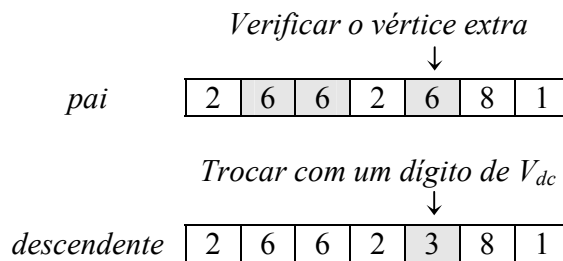 Verificar o vértice extra
↓
pai 2 6 6 2 6 8 1
Trocar com um dígito de Vdc
↓
descendente 2 6 6 2 3 8 1